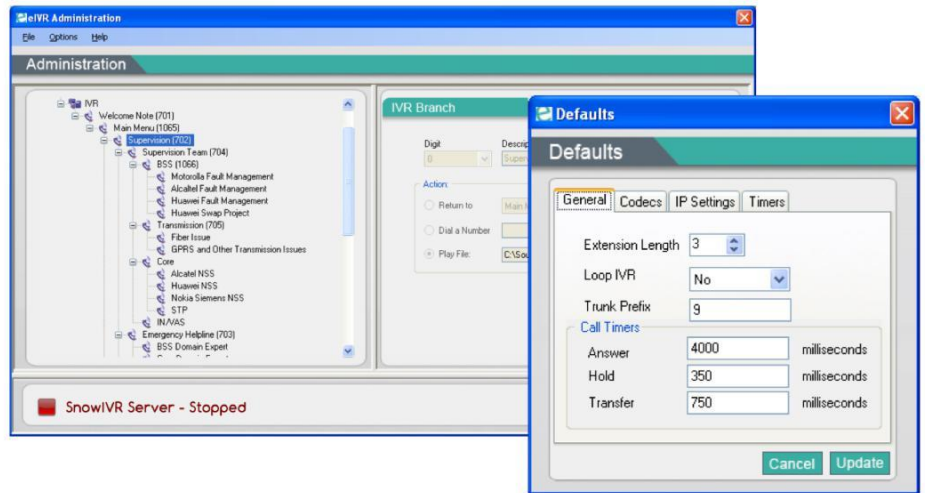 eIVR Administration
File Options Help
Administration
IVR
Welcome Note (701)
Main Menu (1065)
Supervision (702)
Supervision Team (704)
BSS (1066)
Motorolla Fault Management
Alcaltel Fault Management
Huawei Fault Management
Huawei Swap Project
Transmission (705)
Fiber Issue
GPRS and Other Transmission Issues
Core
Alcatel NSS
Huawei NSS
Nokia Siemens NSS
STP
IN/VAS
Emergency Helpline (703)
BSS Domain Expert
IVR Branch
Digit Descrip
0 Superv
Action:
Return to Main M
Dial a Number
Play File: C:\Sou
SnowIVR Server - Stopped
Defaults
Defaults
General Codecs IP Settings Timers
Extension Length 3
Loop IVR No
Trunk Prefix 9
Call Timers
Answer 4000 milliseconds
Hold 350 milliseconds
Transfer 750 milliseconds
Cancel Update